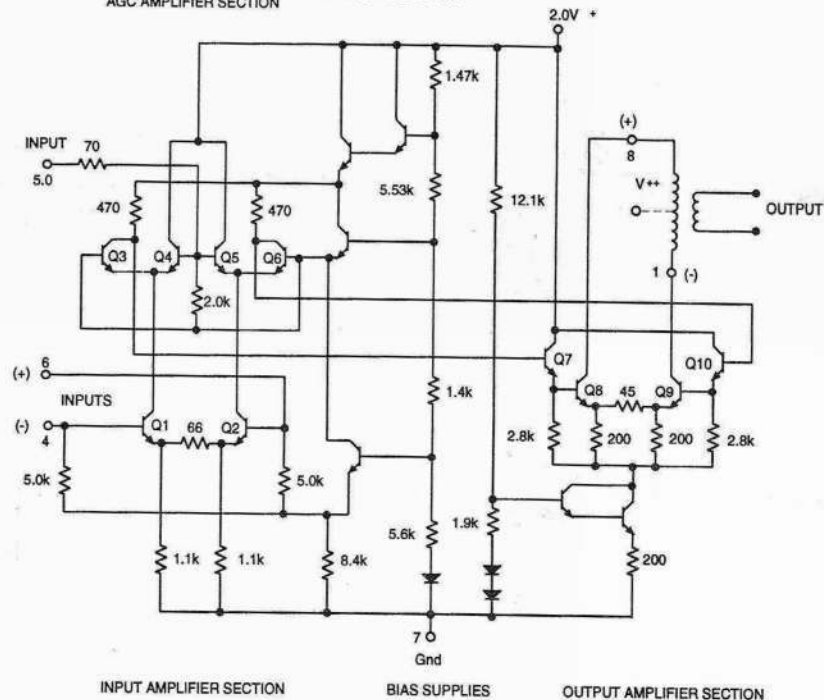 AGC AMPLIFIER SECTION
2.0V +
1.47k
INPUT 70
5.0
(+)
8
V++
5.53k
12.1k
OUTPUT
470
470
Q3
Q4
Q5
Q6
1 (-)
2.0k
Q7
Q10
6
(+)
Q8
45
Q9
INPUTS
1.4k
(-)
4
Q1
66
Q2
2.8k
200
200
2.8k
5.0k
5.0k
5.6k
1.9k
1.1k
1.1k
8.4k
200
7
Gnd
INPUT AMPLIFIER SECTION
BIAS SUPPLIES
OUTPUT AMPLIFIER SECTION